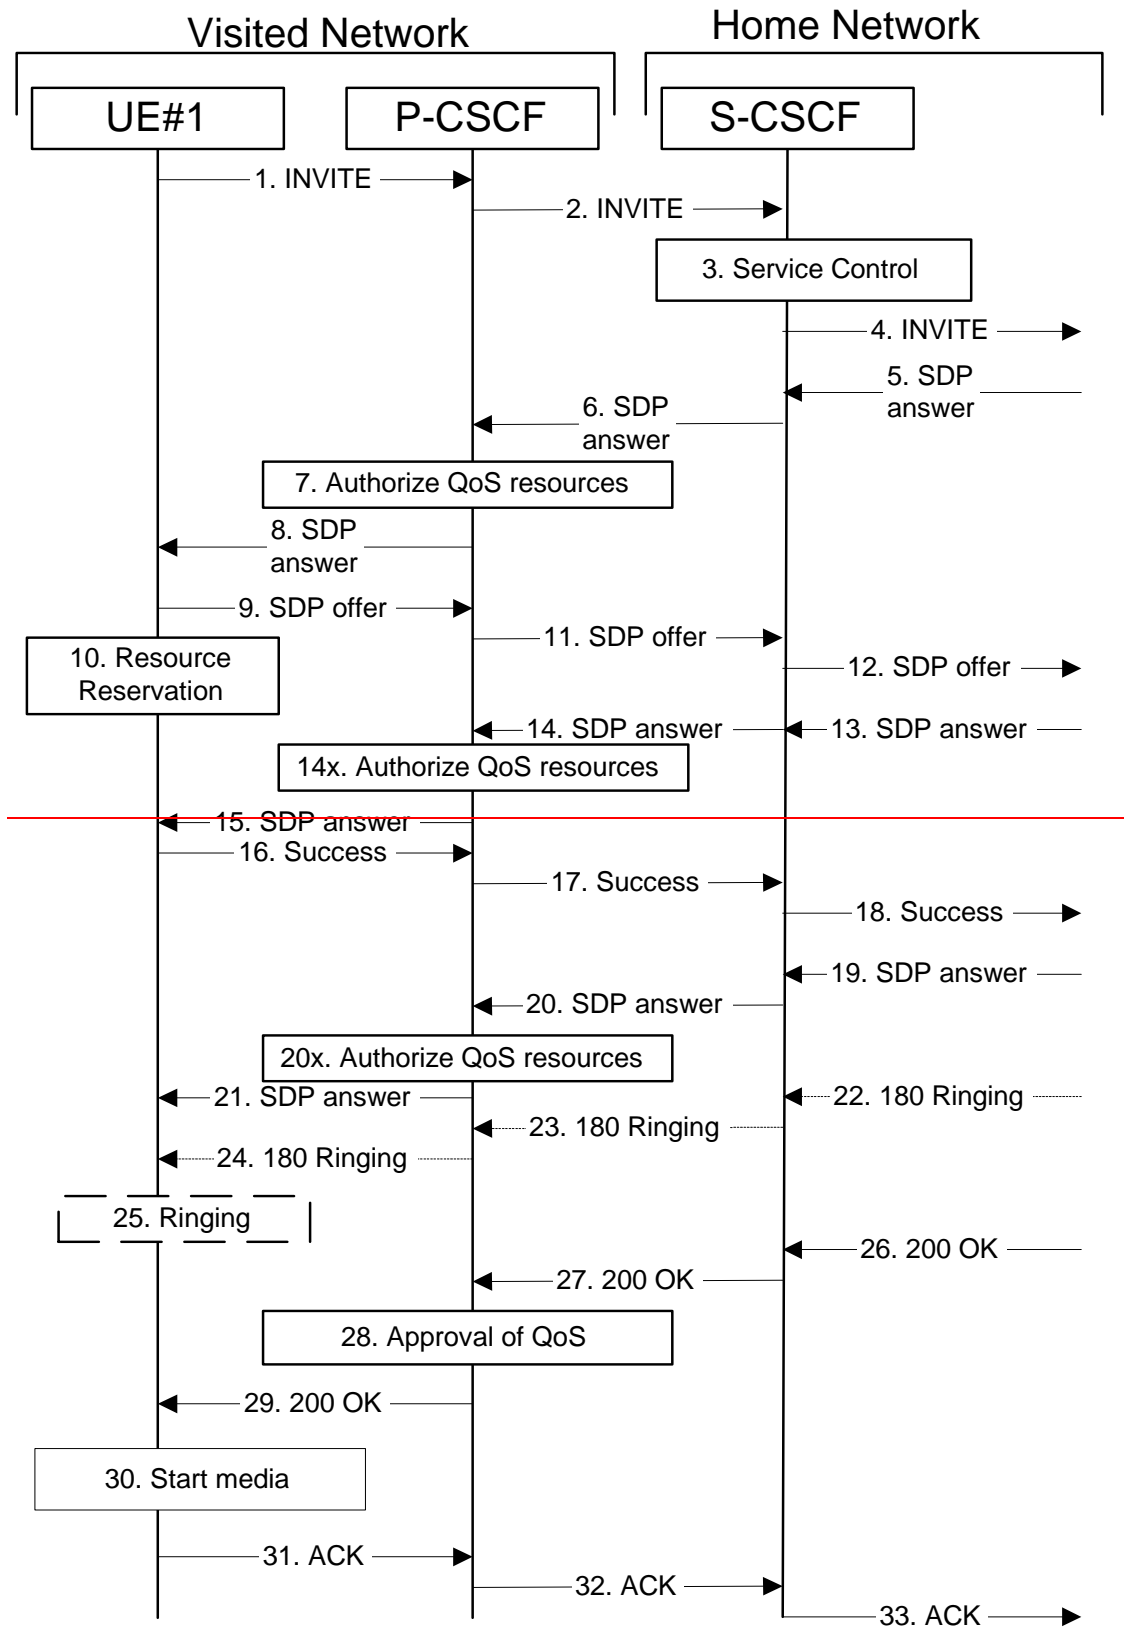 Visited Network
Home Network
UE#1
P-CSCF
S-CSCF
1. INVITE
2. INVITE
3. Service Control
4. INVITE
5. SDP
answer
6. SDP
answer
7. Authorize QoS resources
8. SDP
answer
9. SDP offer
10. Resource
Reservation
11. SDP offer
12. SDP offer
14. SDP answer
13. SDP answer
14x. Authorize QoS resources
15. SDP answer
16. Success
17. Success
18. Success
19. SDP answer
20. SDP answer
20x. Authorize QoS resources
21. SDP answer
22. 180 Ringing
23. 180 Ringing
24. 180 Ringing
25. Ringing
26. 200 OK
27. 200 OK
28. Approval of QoS
29. 200 OK
30. Start media
31. ACK
32. ACK
33. ACK